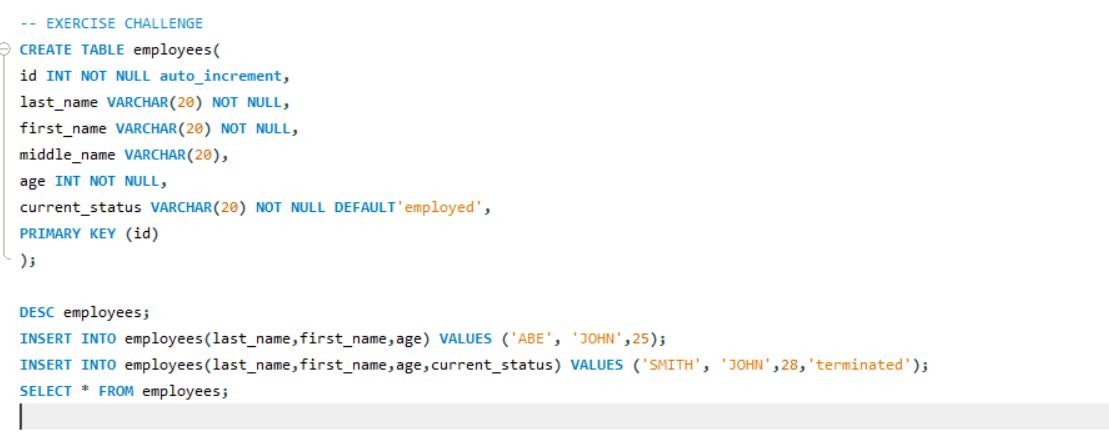 -- EXERCISE CHALLENGE
CREATE TABLE employees(
id INT NOT NULL auto_increment,
last_name VARCHAR(20) NOT NULL,
first_name VARCHAR(20) NOT NULL,
middle_name VARCHAR(20),
age INT NOT NULL,
current_status VARCHAR(20) NOT NULL DEFAULT'employed',
PRIMARY KEY (id)
);
DESC employees;
INSERT INTO employees(last_name,first_name,age) VALUES ('ABE', 'JOHN',25);
INSERT INTO employees(last_name,first_name,age,current_status) VALUES ('SMITH', 'JOHN',28,'terminated');
SELECT * FROM employees;